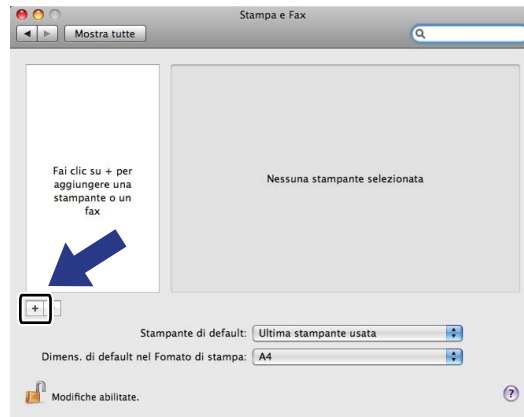 Stampa e Fax
Mostra tutte
Fai clic su + per
aggiungere una
stampante o un
fax
Nessuna stampante selezionata
+
-
Stampante di default: Ultima stampante usata
Dimens. di default nel Fomato di stampa: A4
Modifiche abilitate.
?